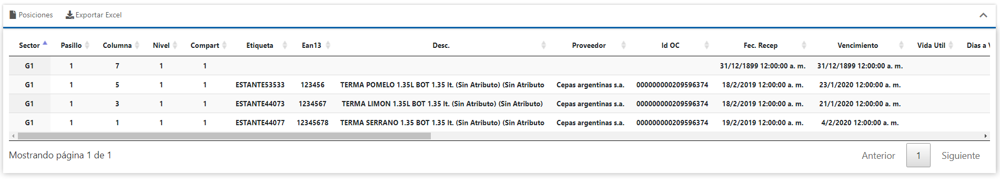 Posiciones Exportar Excel
Sector Pasillo Columna Nivel Compart Etiqueta Ean13 Desc. Proveedor Id OC Fec. Recep Vencimiento Vida Util Dias a
G1 1 7 1 1 31/12/1899 12:00:00 a. m. 31/12/1899 12:00:00 a. m.
G1 1 5 1 1 ESTANTE53533 123456 TERMA POMELO 1.35L BOT 1.35 lt. (Sin Atributo) (Sin Atributo Cepas argentinas s.a. 000000000209596374 18/2/2019 12:00:00 a. m. 23/1/2020 12:00:00 a. m.
G1 1 3 1 1 ESTANTE44073 1234567 TERMA LIMON 1.35L BOT 1.35 lt. (Sin Atributo) (Sin Atributo) Cepas argentinas s.a. 000000000209596374 18/2/2019 12:00:00 a. m. 21/1/2020 12:00:00 a. m.
G1 1 1 1 1 ESTANTE44077 12345678 TERMA SERRANO 1.35 BOT 1.35 lt. (Sin Atributo) (Sin Atributo Cepas argentinas s.a. 000000000209596374 19/2/2019 12:00:00 a. m. 4/2/2020 12:00:00 a. m.
Mostrando página 1 de 1 Anterior 1 Siguiente